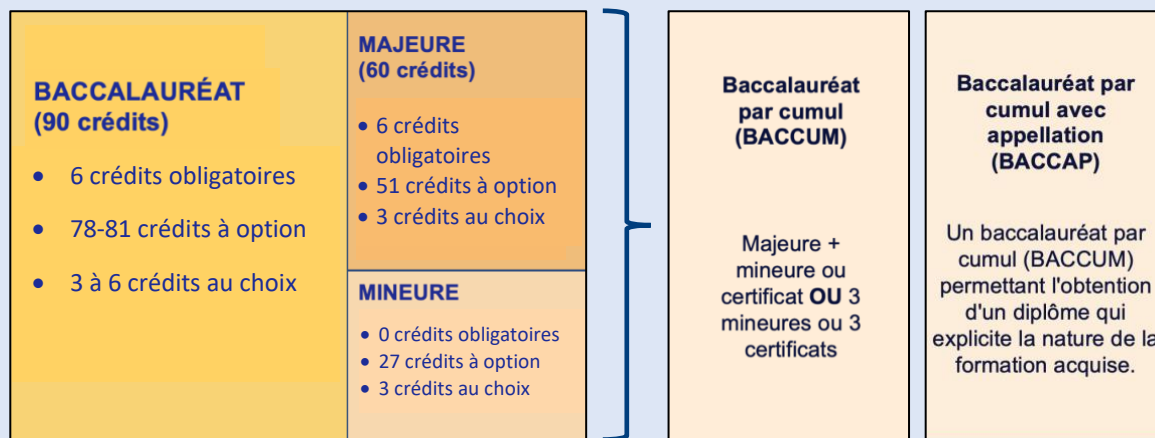 BACCALAURÉAT
(90 crédits)
• 6 crédits obligatoires
• 78-81 crédits à option
• 3 à 6 crédits au choix
MAJEURE
(60 crédits)
• 6 crédits
obligatoires
• 51 crédits à option
• 3 crédits au choix
MINEURE
• 0 crédits obligatoires
• 27 crédits à option
• 3 crédits au choix
Baccalauréat
par cumul
(BACCUM)
Majeure +
mineure ou
certificat OU 3
mineures ou 3
certificats
Baccalauréat par
cumul avec
appellation
(BACCAP)
Un baccalauréat par
cumul (BACCUM)
permettant l'obtention
d'un diplôme qui
explicite la nature de la
formation acquise.